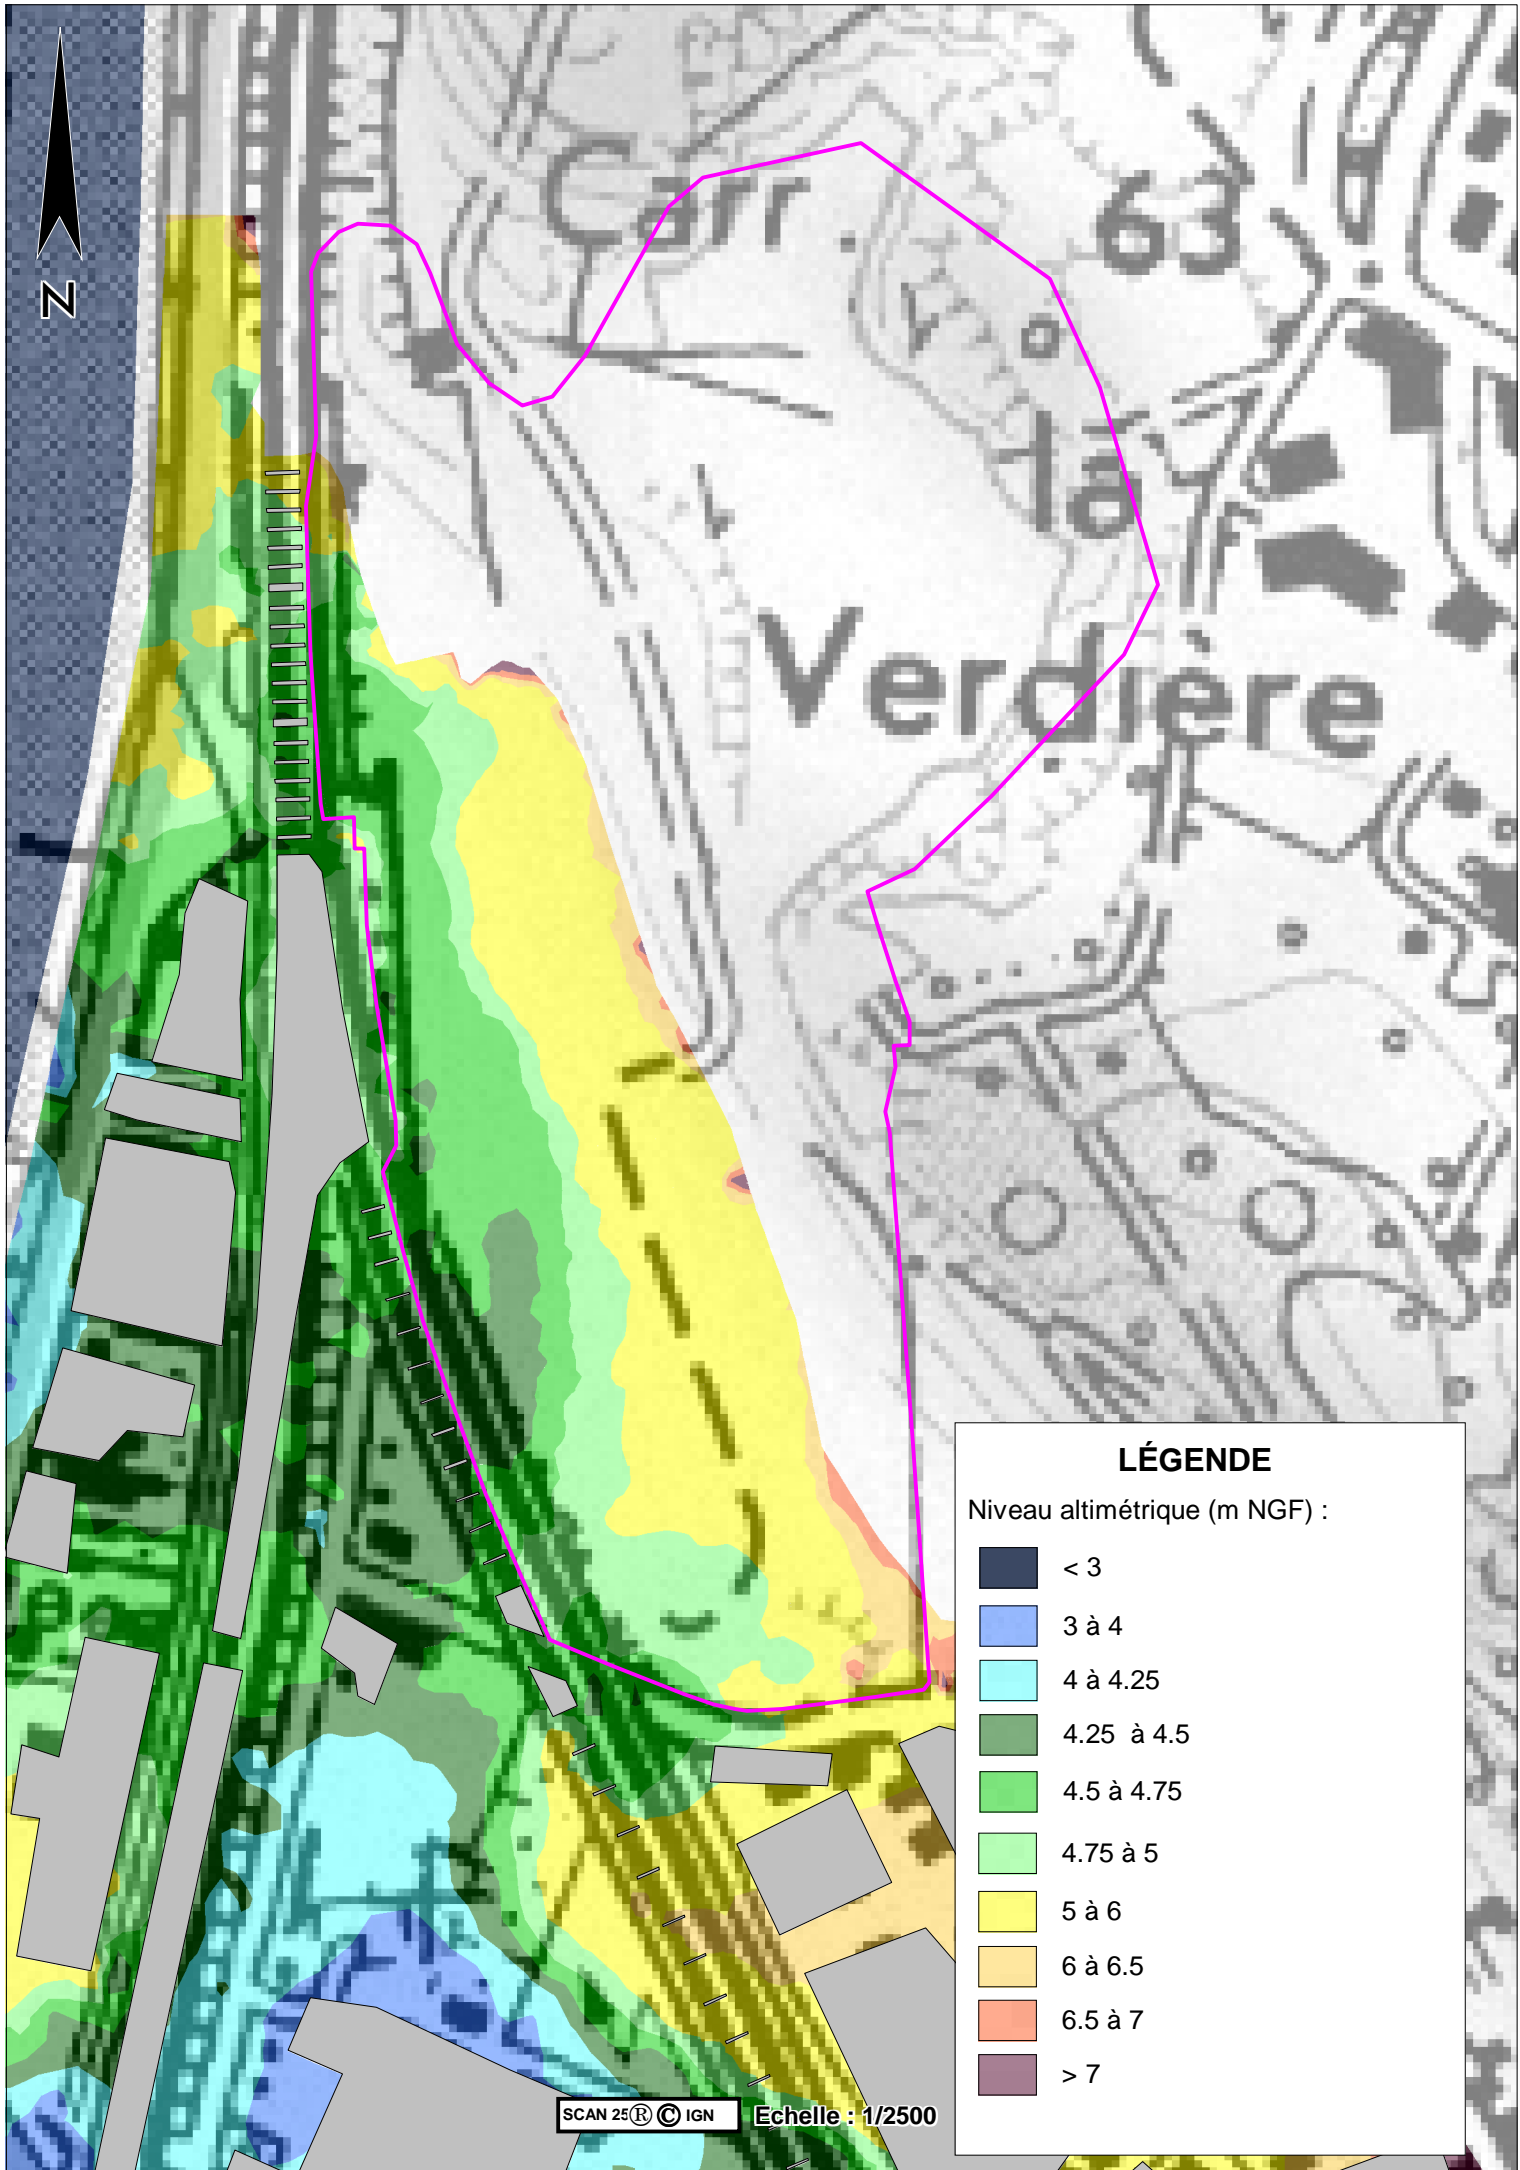 Carr.
63
la
Verdière
N
LÉGENDE
Niveau altimétrique (m NGF) :
< 3
3 à 4
4 à 4.25
4.25 à 4.5
4.5 à 4.75
4.75 à 5
5 à 6
6 à 6.5
6.5 à 7
> 7
SCAN 25® © IGN
Echelle : 1/2500